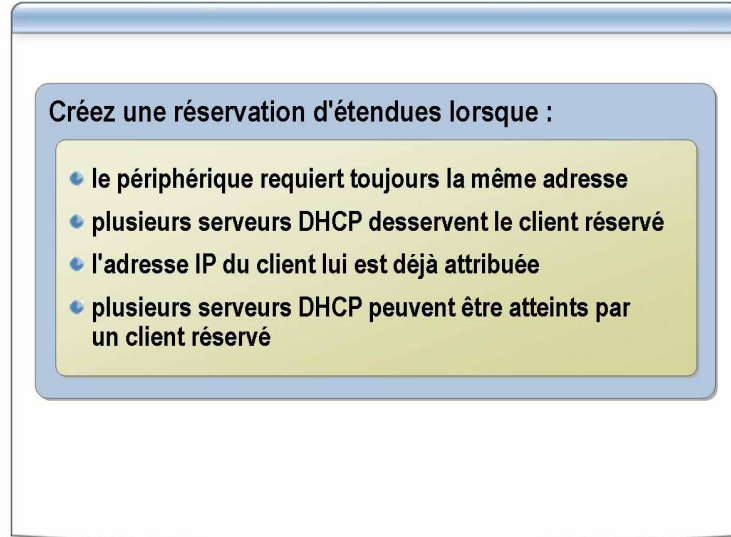 Créez une réservation d'étendues lorsque :
le périphérique requiert toujours la même adresse
plusieurs serveurs DHCP desservent le client réservé
l'adresse IP du client lui est déjà attribuée
plusieurs serveurs DHCP peuvent être atteints par
un client réservé